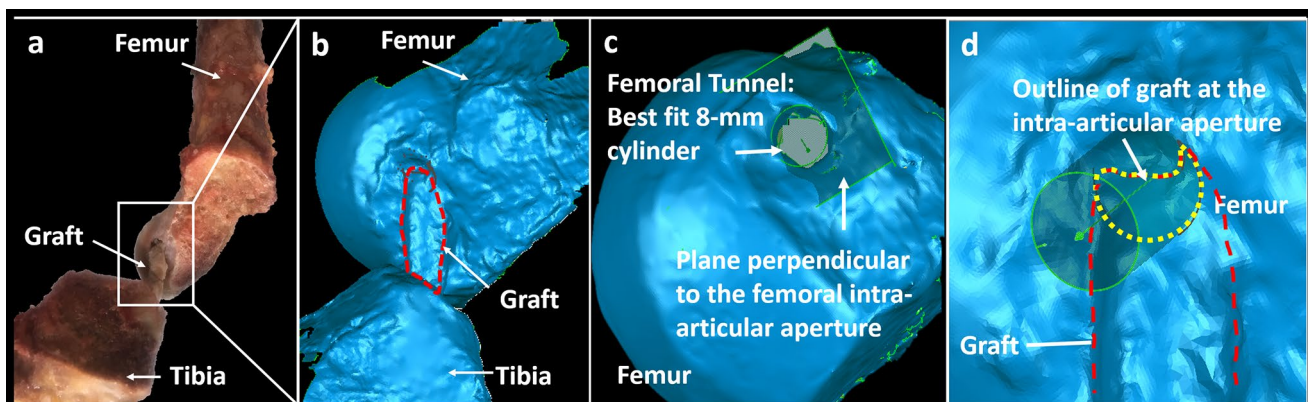 a
Femur
Graft
Tibia
b
Femur
Graft
Tibia
c
Femoral Tunnel:
Best fit 8-mm
cylinder
Plane perpendicular
to the femoral intra-
articular aperture
Femur
d
Outline of graft at the
intra-articular aperture
Femur
Graft